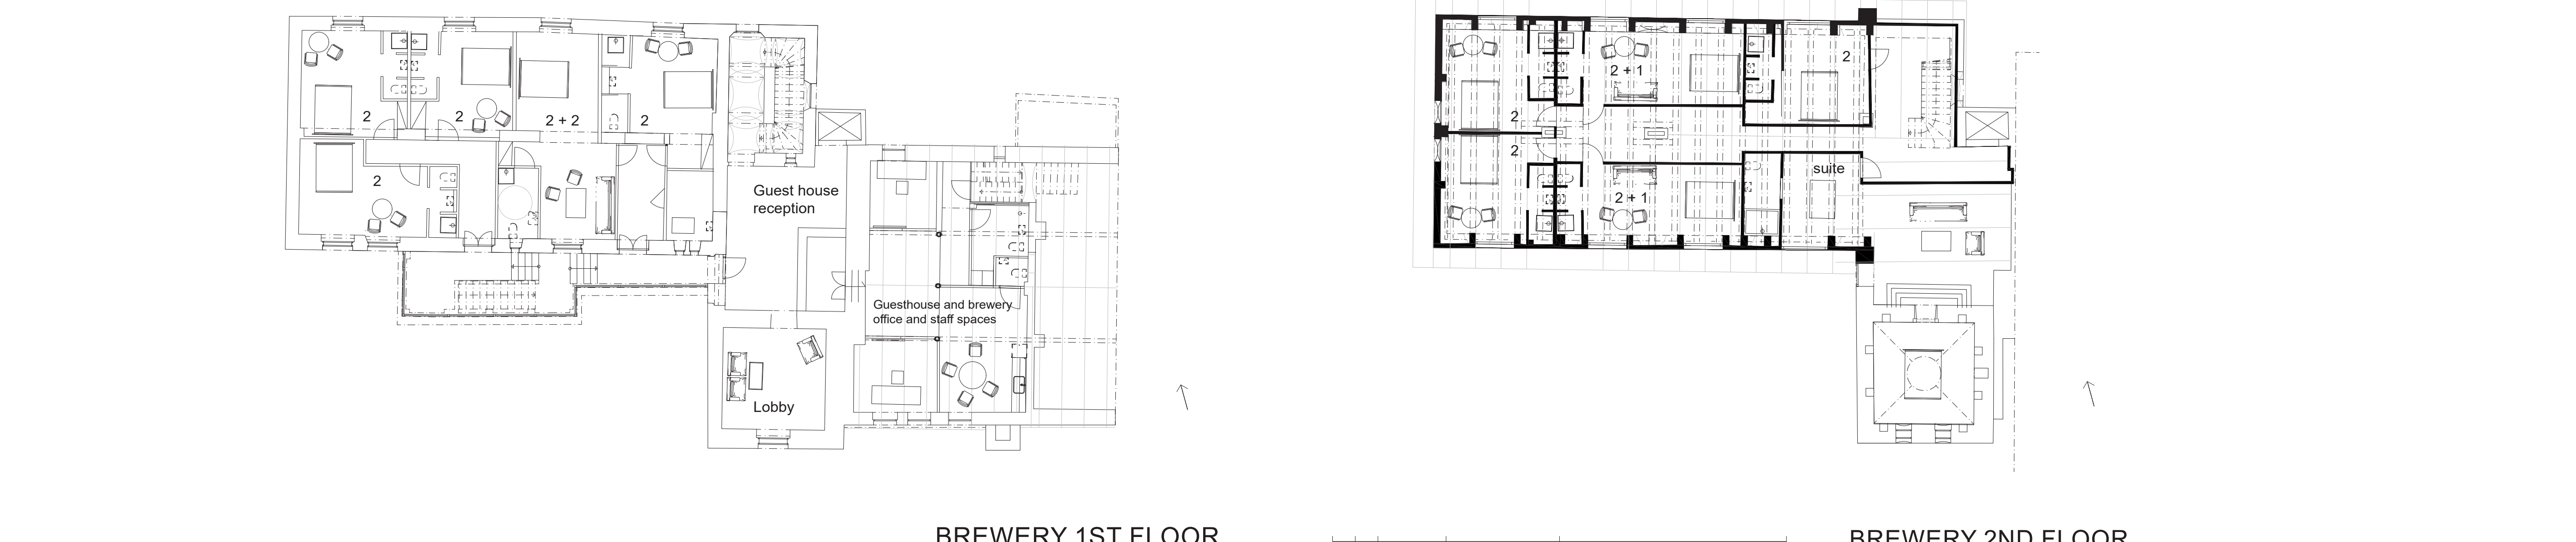 2
2
2 + 2
2
2
Guest house
reception
Guesthouse and brewery
office and staff spaces
Lobby
BREWERY 1ST FLOOR
2 + 1
2
2
2
suite
2 + 1
BREWERY 2ND FLOOR